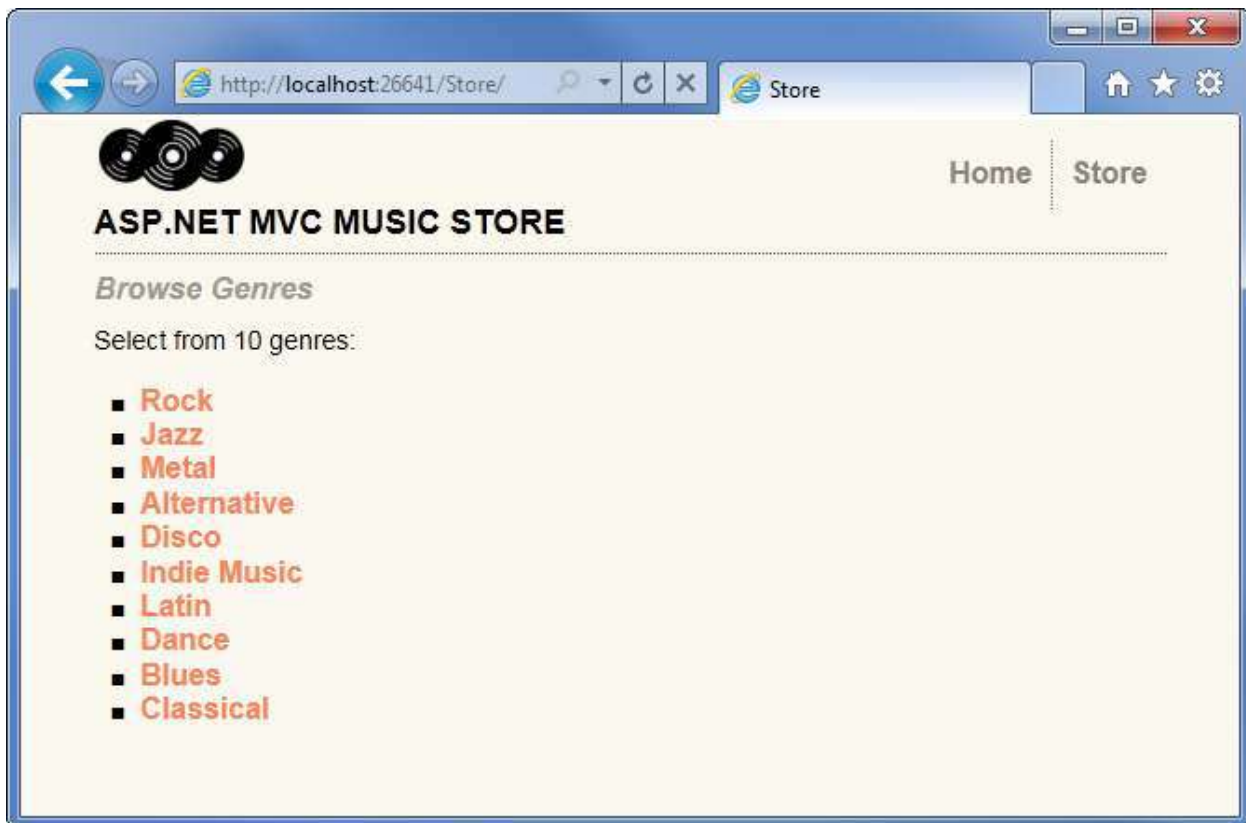 http://localhost:26641/Store/
Store
Home
Store
ASP.NET MVC MUSIC STORE
Browse Genres
Select from 10 genres:
Rock
Jazz
Metal
Alternative
Disco
Indie Music
Latin
Dance
Blues
Classical